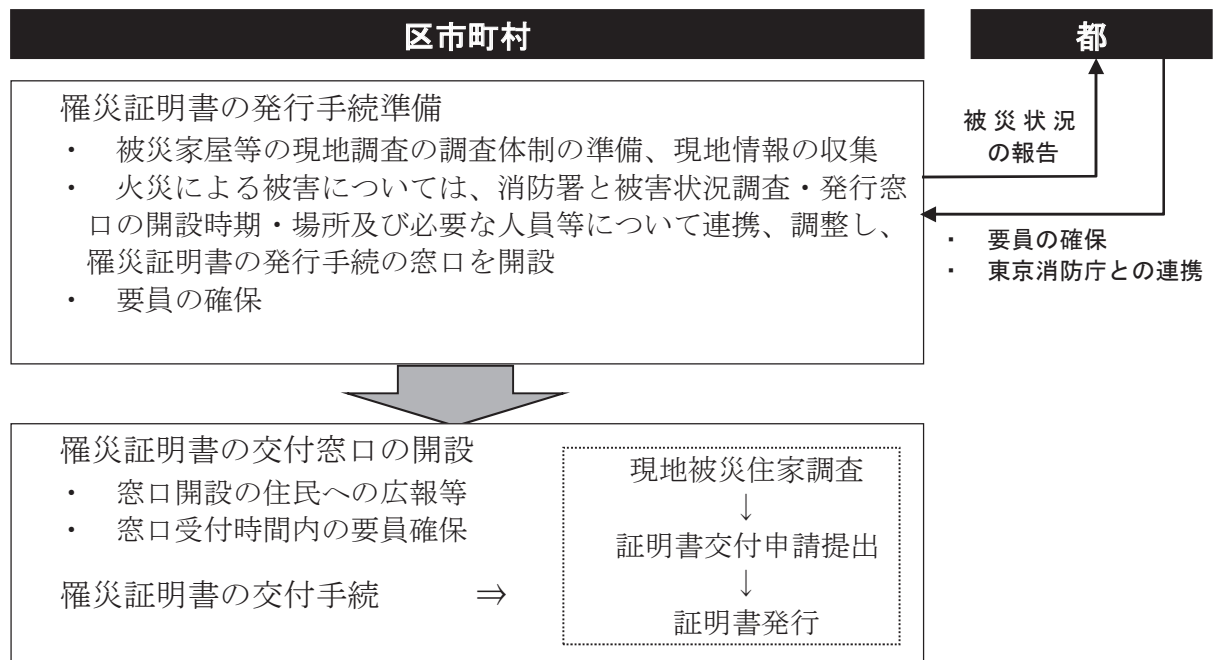 区市町村
都
罹災証明書の発行手続準備
・ 被災家屋等の現地調査の調査体制の準備、現地情報の収集
・ 火災による被害については、消防署と被害状況調査・発行窓
口の開設時期・場所及び必要な人員等について連携、調整し、
罹災証明書の発行手続の窓口を開設
・ 要員の確保
被災状況
の報告
・ 要員の確保
・ 東京消防庁との連携
罹災証明書の交付窓口の開設
・ 窓口開設の住民への広報等
・ 窓口受付時間内の要員確保
罹災証明書の交付手続 ⇒
現地被災住家調査
↓
証明書交付申請提出
↓
証明書発行